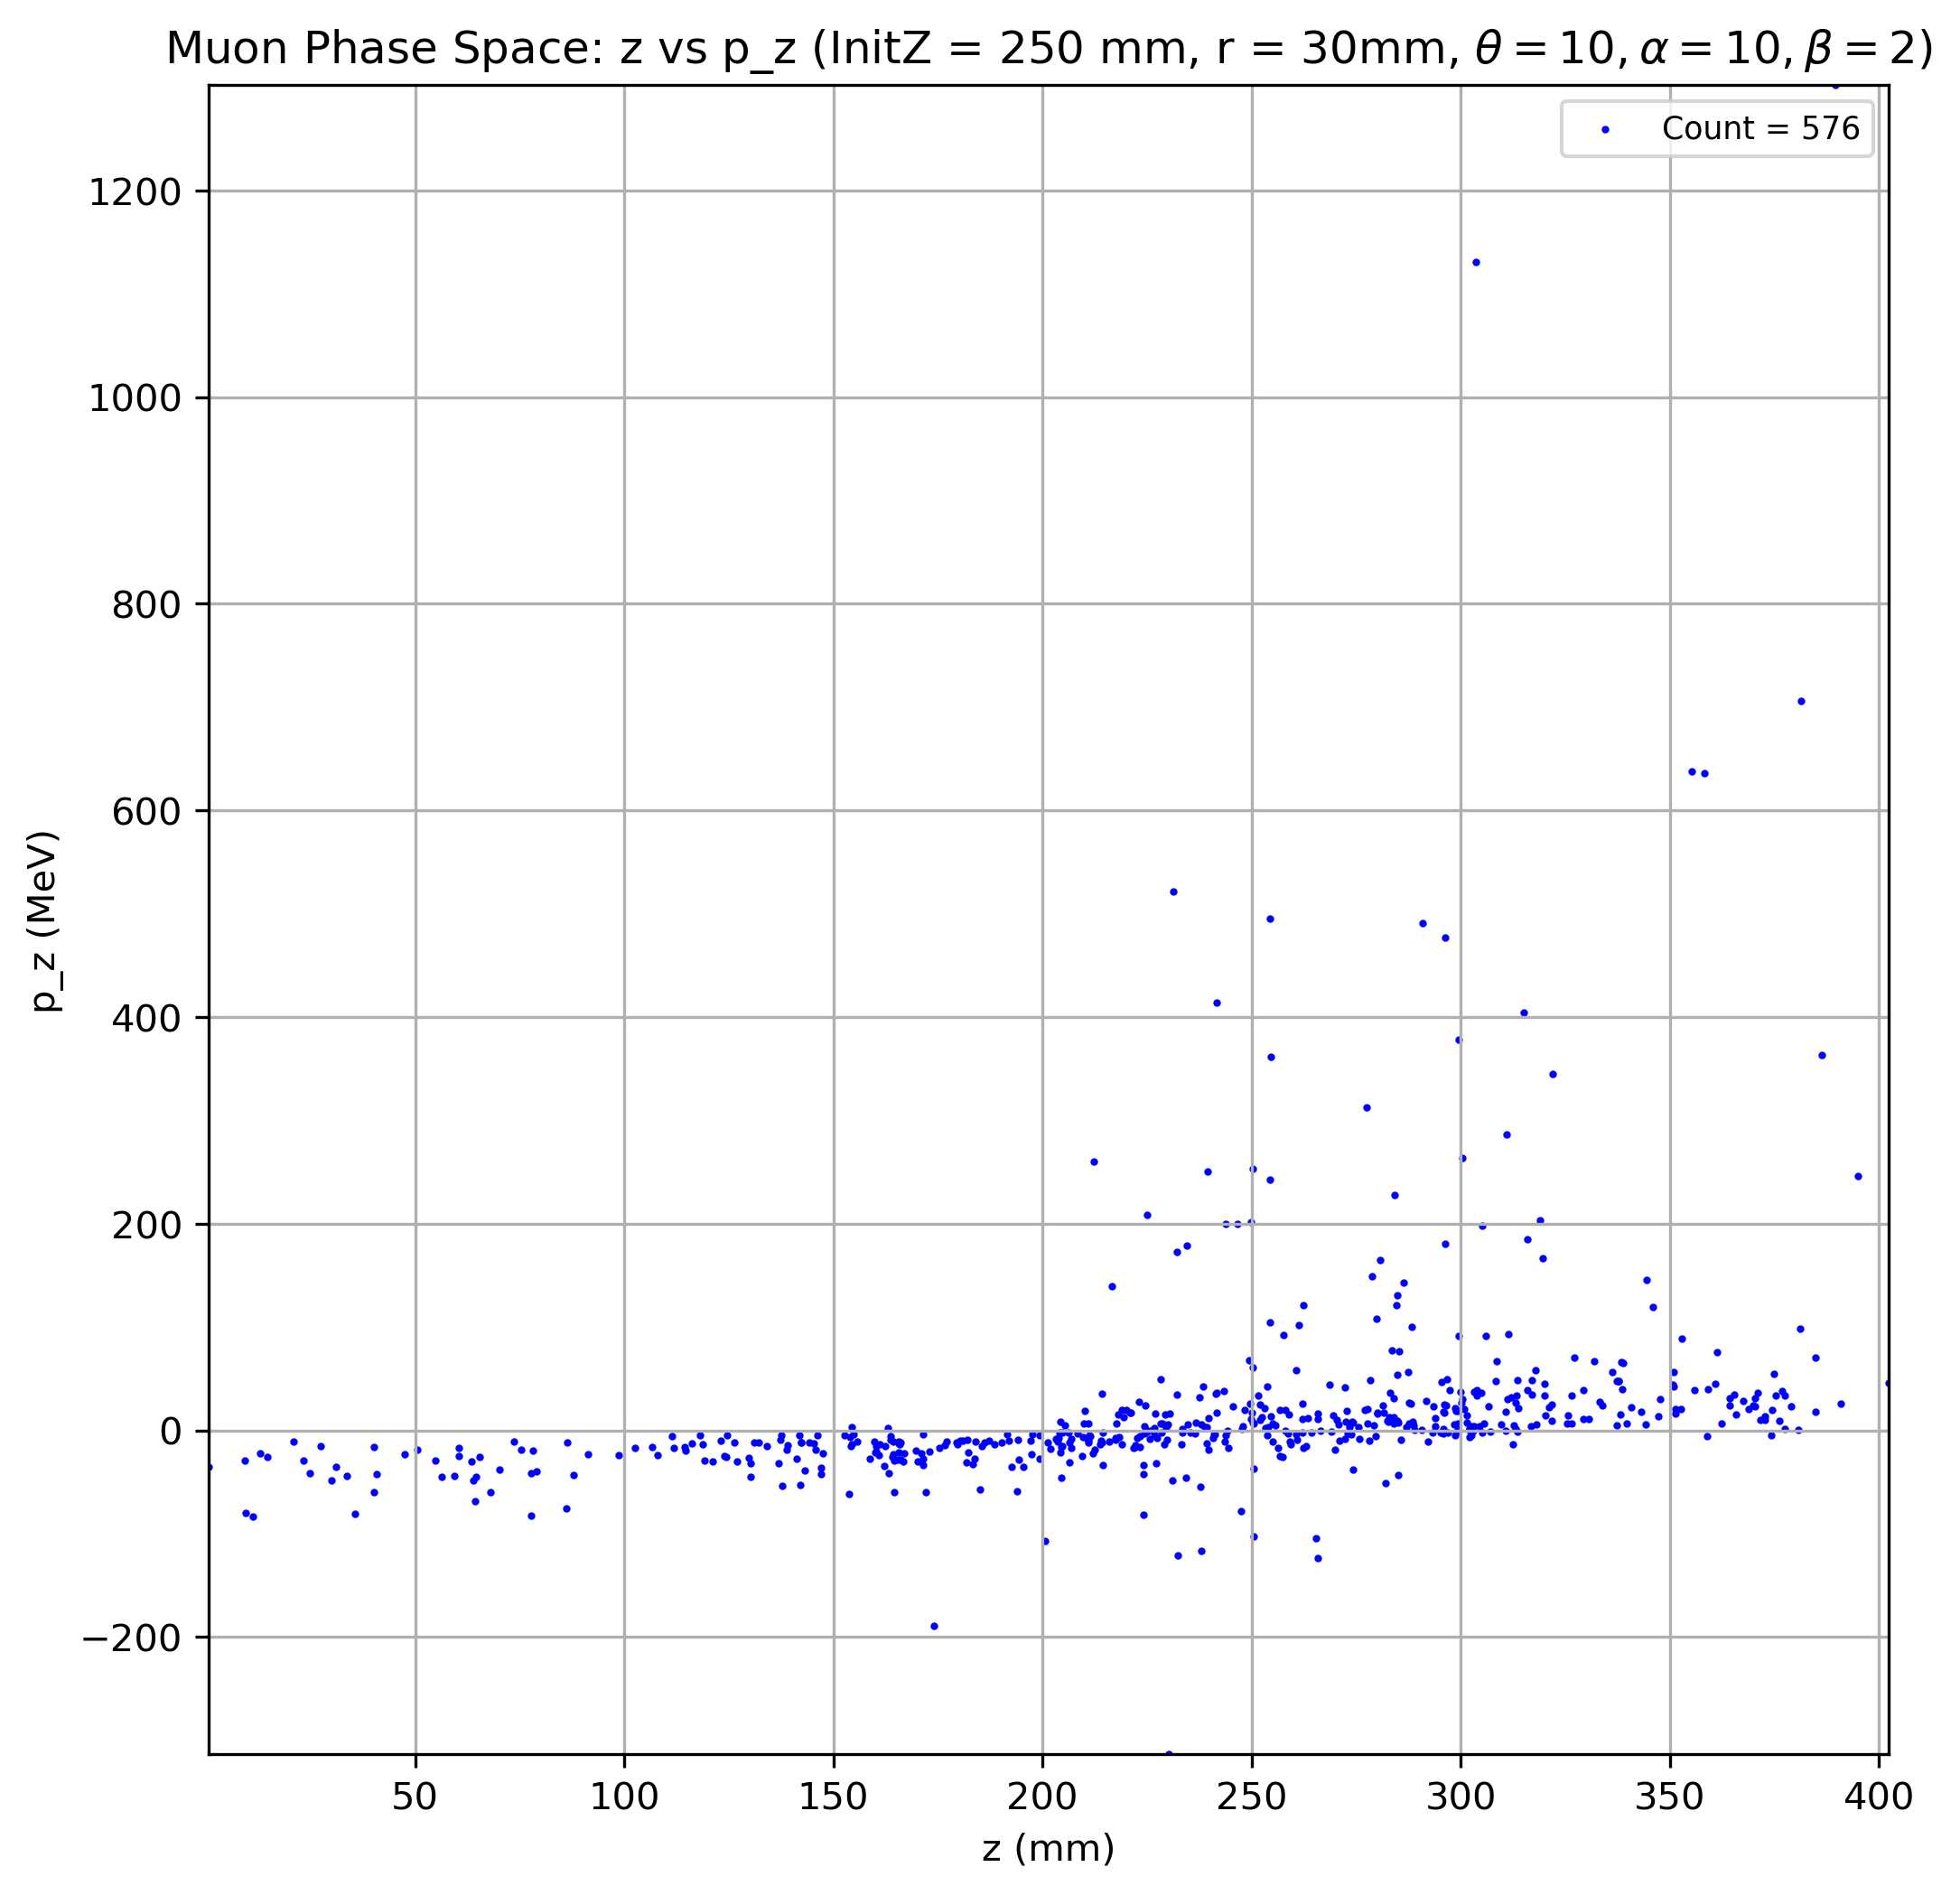 Muon Phase Space: z vs p_z (InitZ = 250 mm, r = 30mm, θ = 10, α = 10, β = 2)
Count = 576
1200
1000
800
600
400
200
0
−200
p_z (MeV)
50 100 150 200 250 300 350 400
z (mm)